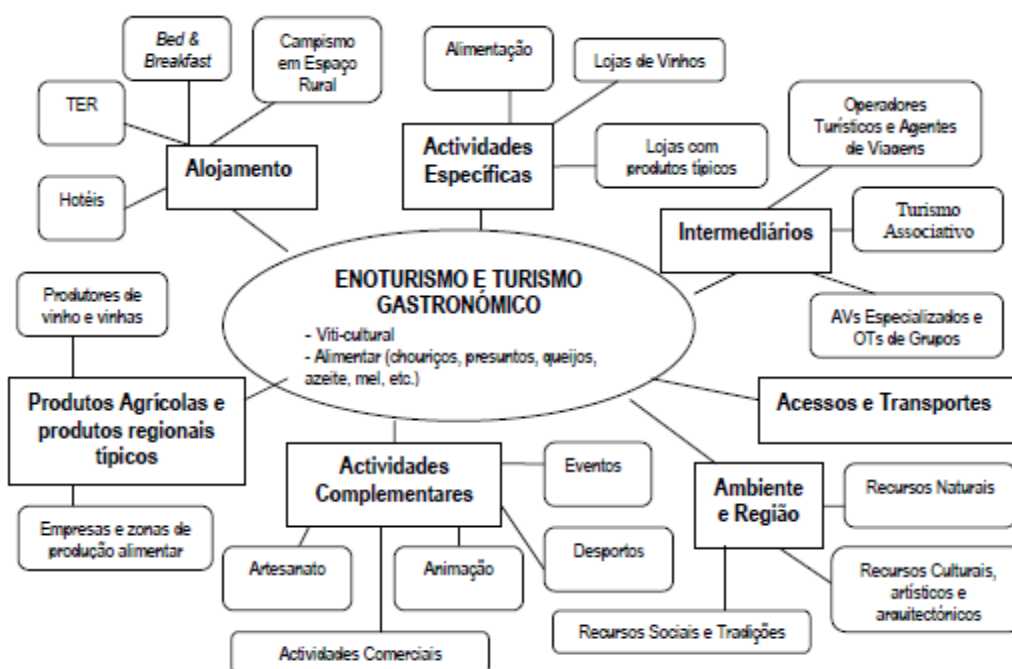 Bed &
Breakfast
Campismo
em Espaço
Rural
TER
Hotéis
Alojamento
Alimentação
Lojas de Vinhos
Actividades
Específicas
Lojas com
produtos típicos
Operadores
Turísticos e Agentes
de Viagens
Intermediários
Turismo
Associativo
AVs Especializados e
OTs de Grupos
ENOTURISMO E TURISMO
GASTRONÓMICO
- Viti-cultural
- Alimentar (chouriços, presuntos, queijos,
azeite, mel, etc.)
Produtores de
vinho e vinhas
Produtos Agrícolas e
produtos regionais
típicos
Empresas e zonas de
produção alimentar
Acessos e Transportes
Actividades
Complementares
Eventos
Desportos
Artesanato
Animação
Actividades Comerciais
Ambiente
e Região
Recursos Naturais
Recursos Culturais,
artísticos e
arquitectónicos
Recursos Sociais e Tradições